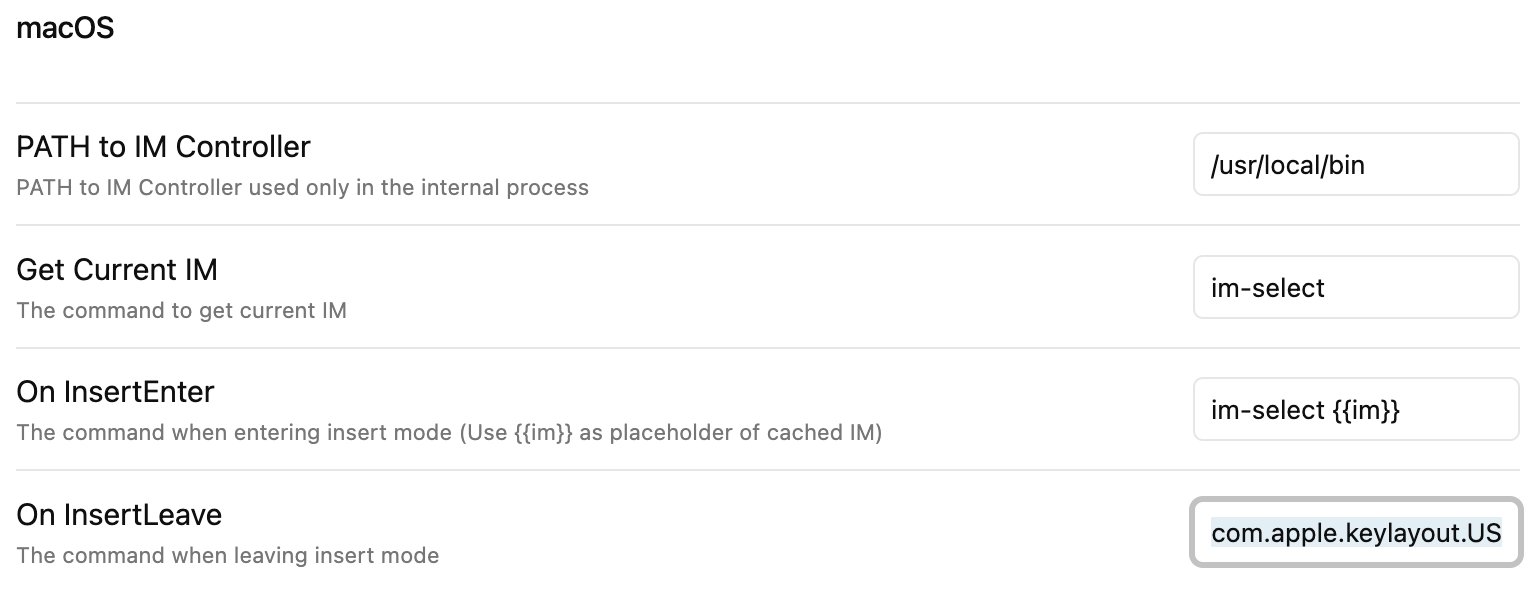 macOS
PATH to IM Controller
PATH to IM Controller used only in the internal process
/usr/local/bin
Get Current IM
The command to get current IM
im-select
On InsertEnter
The command when entering insert mode (Use {{im}} as placeholder of cached IM)
im-select {{im}}
On InsertLeave
The command when leaving insert mode
com.apple.keylayout.US